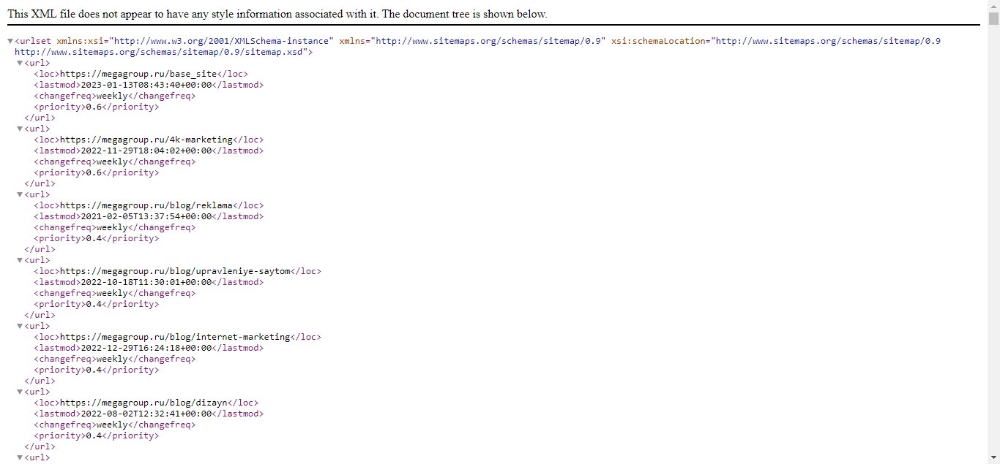 This XML file does not appear to have any style information associated with it. The document tree is shown below.
<urlset xmlns:xsi="http://www.w3.org/2001/XMLSchema-instance" xmlns="http://www.sitemaps.org/schemas/sitemap/0.9" xsi:schemaLocation="http://www.sitemaps.org/schemas/sitemap/0.9
http://www.sitemaps.org/schemas/sitemap/0.9/sitemap.xsd">
<url>
<loc>https://megagroup.ru/base_site</loc>
<lastmod>2023-01-13T08:43:40+00:00</lastmod>
<changefreq>weekly</changefreq>
<priority>0.6</priority>
</url>
<url>
<loc>https://megagroup.ru/4k-marketing</loc>
<lastmod>2022-11-29T18:04:02+00:00</lastmod>
<changefreq>weekly</changefreq>
<priority>0.6</priority>
</url>
<url>
<loc>https://megagroup.ru/blog/reklama</loc>
<lastmod>2021-02-05T13:37:54+00:00</lastmod>
<changefreq>weekly</changefreq>
<priority>0.4</priority>
</url>
<url>
<loc>https://megagroup.ru/blog/upravleniye-saytom</loc>
<lastmod>2022-10-18T11:30:01+00:00</lastmod>
<changefreq>weekly</changefreq>
<priority>0.4</priority>
</url>
<url>
<loc>https://megagroup.ru/blog/internet-marketing</loc>
<lastmod>2022-12-29T16:24:18+00:00</lastmod>
<changefreq>weekly</changefreq>
<priority>0.4</priority>
</url>
<url>
<loc>https://megagroup.ru/blog/dizayn</loc>
<lastmod>2022-08-02T12:32:41+00:00</lastmod>
<changefreq>weekly</changefreq>
<priority>0.4</priority>
</url>
<url>